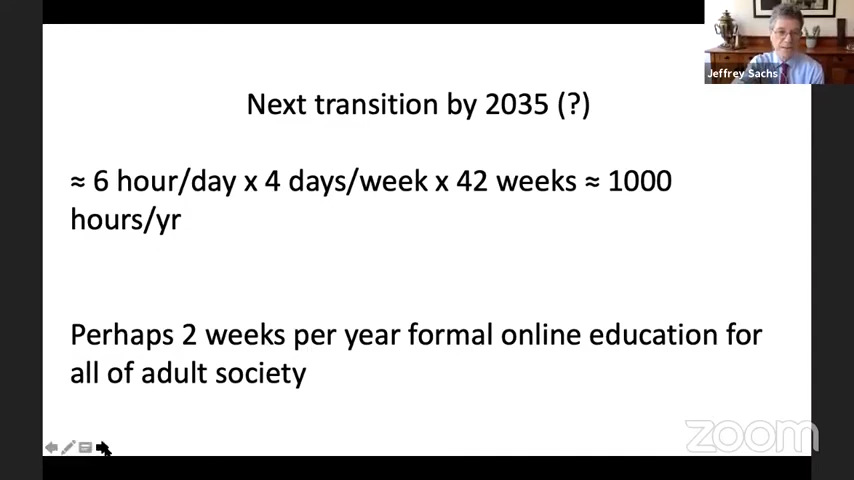 Jeffrey Sachs
Next transition by 2035 (?)
≈ 6 hour/day x 4 days/week x 42 weeks ≈ 1000
hours/yr
Perhaps 2 weeks per year formal online education for
all of adult society
zoom